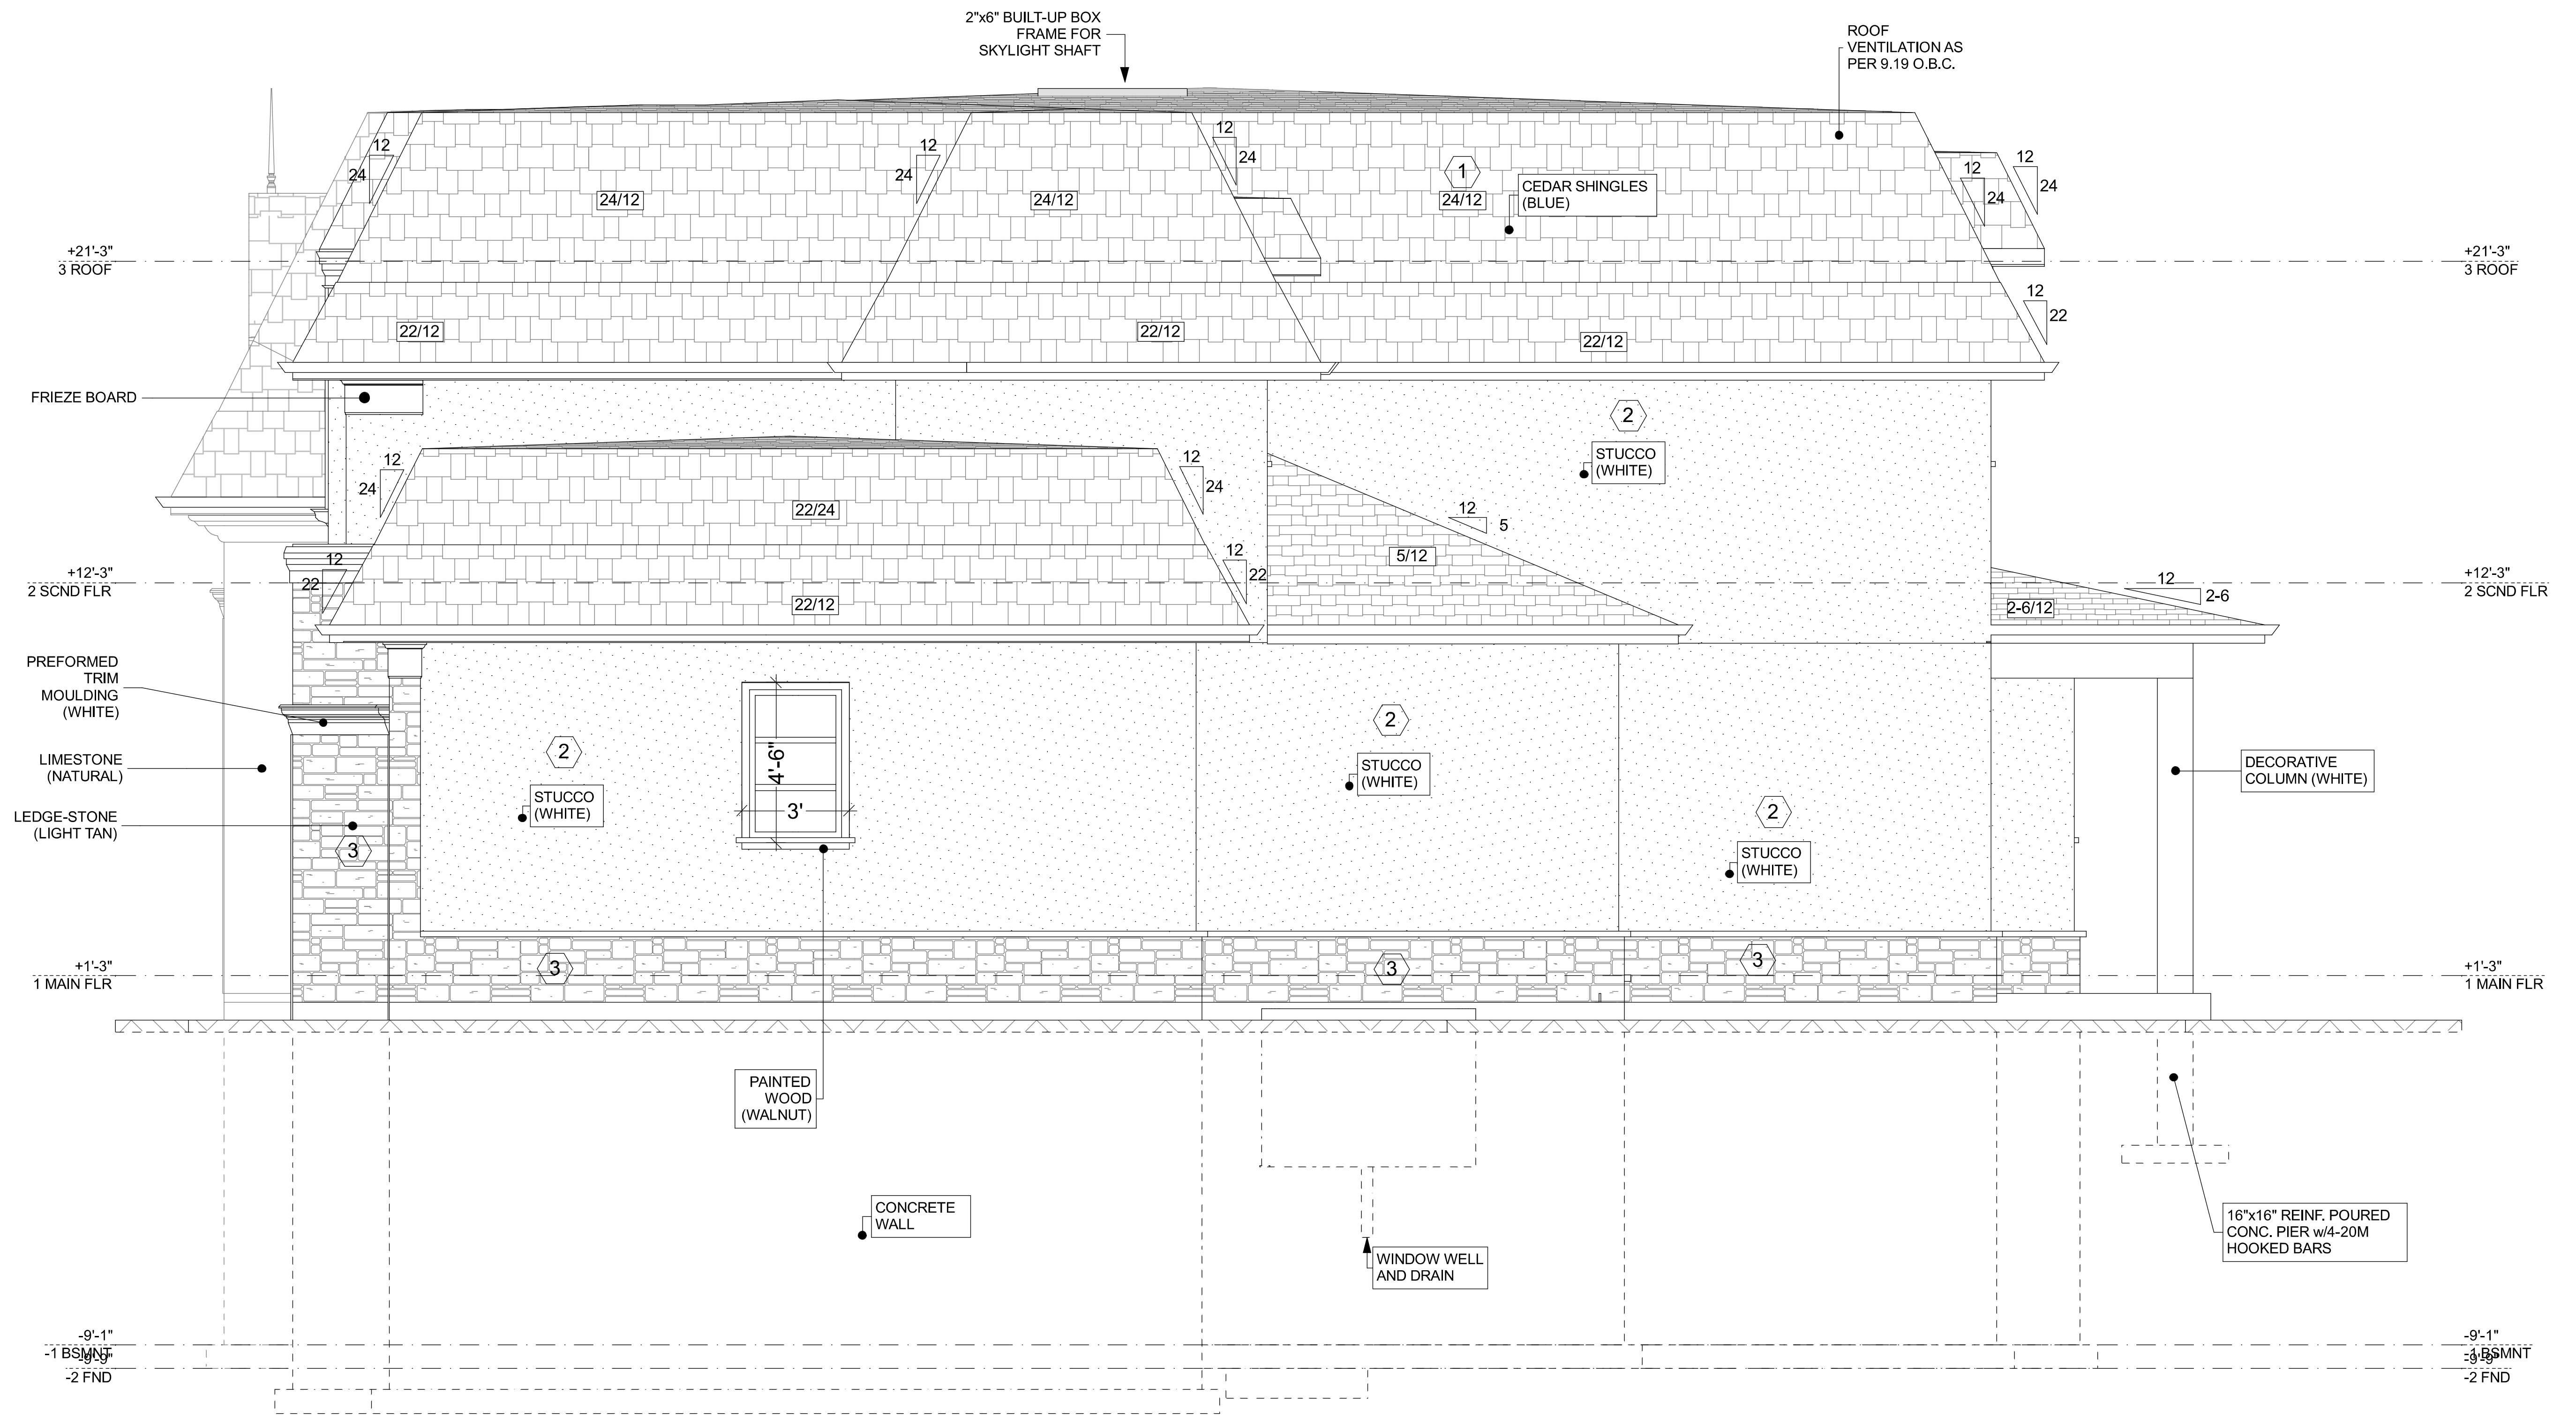 2"x6" BUILT-UP BOX
FRAME FOR
SKYLIGHT SHAFT
ROOF
VENTILATION AS
PER 9.19 O.B.C.
12
24
24/12
12
24
24/12
12
24
1
24/12
CEDAR SHINGLES
(BLUE)
12
24
12
24
+21'-3"
3 ROOF
+21'-3"
3 ROOF
22/12
22/12
22/12
12
22
FRIEZE BOARD
2
STUCCO
(WHITE)
12
24
22/24
12
24
12
5
5/12
+12'-3"
2 SCND FLR
12
22
22/12
12
22
12
2-6
2-6/12
+12'-3"
2 SCND FLR
PREFORMED
TRIM
MOULDING
(WHITE)
LIMESTONE
(NATURAL)
LEDGE-STONE
(LIGHT TAN)
3
2
STUCCO
(WHITE)
4'-6"
3'
2
STUCCO
(WHITE)
2
STUCCO
(WHITE)
DECORATIVE
COLUMN (WHITE)
+1'-3"
1 MAIN FLR
3
3
3
+1'-3"
1 MAIN FLR
PAINTED
WOOD
(WALNUT)
CONCRETE
WALL
WINDOW WELL
AND DRAIN
16"x16" REINF. POURED
CONC. PIER w/4-20M
HOOKED BARS
-9'-1"
-1 BSMNT
-9'-9"
-2 FND
-9'-1"
-1 BSMNT
-9'-9"
-2 FND